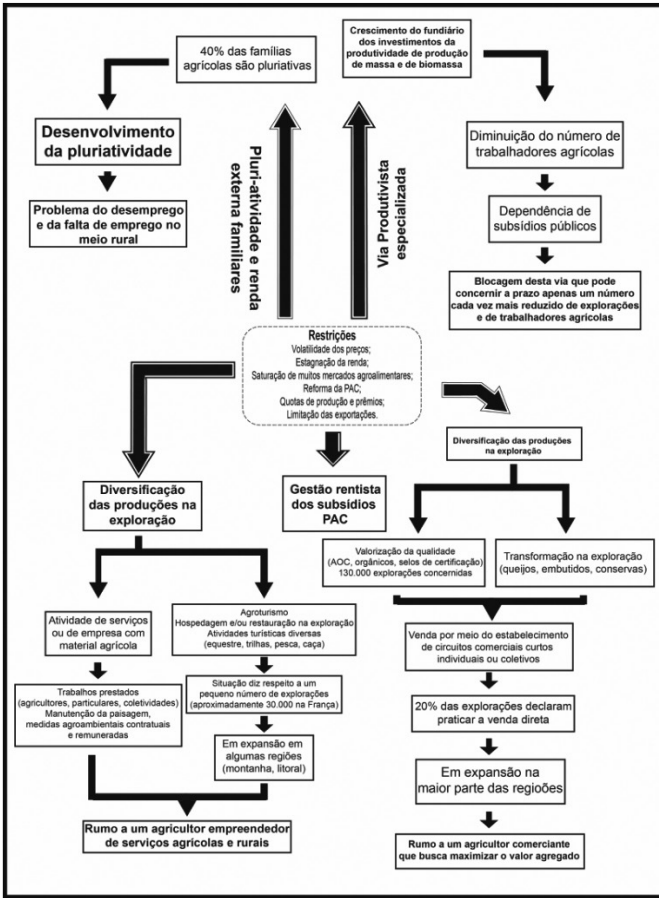 40% das famílias
agrícolas são pluriativas
Crescimento do fundiário
dos investimentos da
produtividade de produção
de massa e de biomassa
Desenvolvimento
da pluriatividade
Problema do desemprego
e da falta de emprego no
meio rural
Pluri-atividade e renda
externa familiares
Via Produtivista
especializada
Diminuição do número de
trabalhadores agrícolas
Dependência de
subsídios públicos
Blocagem desta via que pode
concernir a prazo apenas um número
cada vez mais reduzido de explorações
e de trabalhadores agrícolas
Restrições
Volatilidade dos preços;
Estagnação da renda;
Saturação de muitos mercados agroalimentares;
Reforma da PAC;
Quotas de produção e prêmios;
Limitação das exportações.
Diversificação
das produções na
exploração
Gestão rentista
dos subsídios
PAC
Diversificação das produções
na exploração
Atividade de serviços
ou de empresa com
material agrícola
Agroturismo
Hospedagem e/ou restauração na exploração
Atividades turísticas diversas
(equestre, trilhas, pesca, caça)
Trabalhos prestados
(agricultores, particulares, coletividades)
Manutenção da paisagem,
medidas agroambientais contratuais
e remuneradas
Situação diz respeito a um
pequeno número de explorações
(aproximadamente 30.000 na França)
Em expansão em
algumas regiões
(montanha, litoral)
Rumo a um agricultor empreendedor
de serviços agrícolas e rurais
Valorização da qualidade
(AOC, orgânicos, selos de certificação)
130.000 explorações concernidas
Transformação na exploração
(queijos, embutidos, conservas)
Venda por meio do estabelecimento
de circuitos comerciais curtos
individuais ou coletivos
20% das explorações declaram
praticar a venda direta
Em expansão na
maior parte das regioões
Rumo a um agricultor comerciante
que busca maximizar o valor agregado